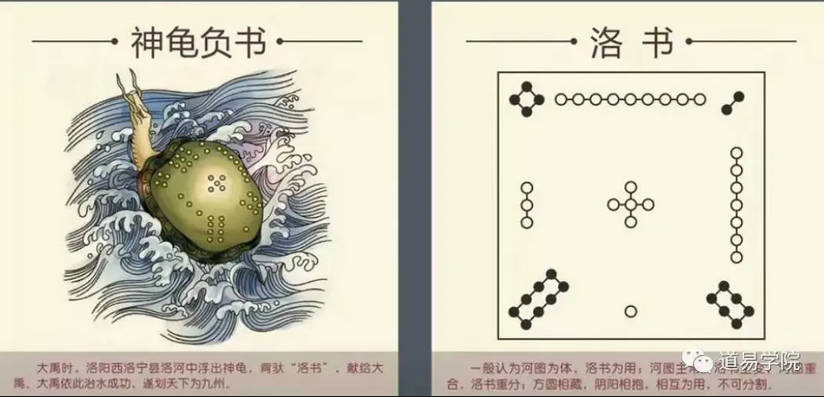 神龟负书
大禹时，洛阳西洛宁县洛河中浮出神龟，背驮“洛书”，献给大
禹。大禹依此治水成功，遂划天下为九州。
洛书
一般认为河图为体，洛书为用；河图主
合，洛书重分；方圆相藏，阴阳相抱，相互为用，不可分割。
道易学院